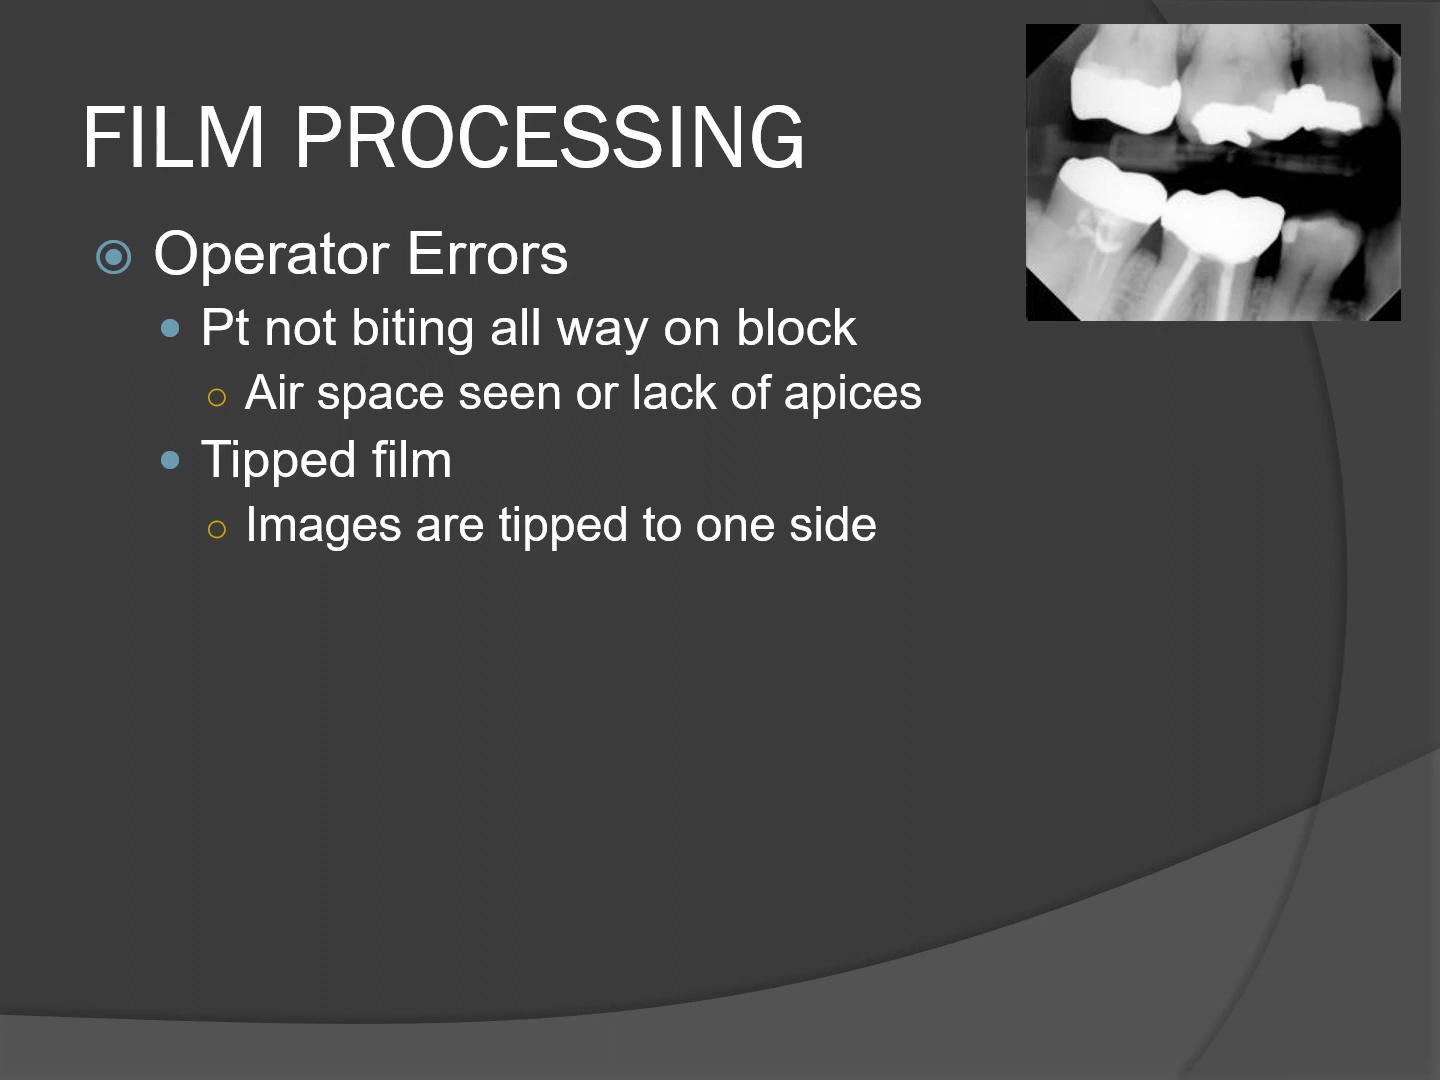 FILM PROCESSING
Operator Errors
Pt not biting all way on block
Air space seen or lack of apices
Tipped film
Images are tipped to one side